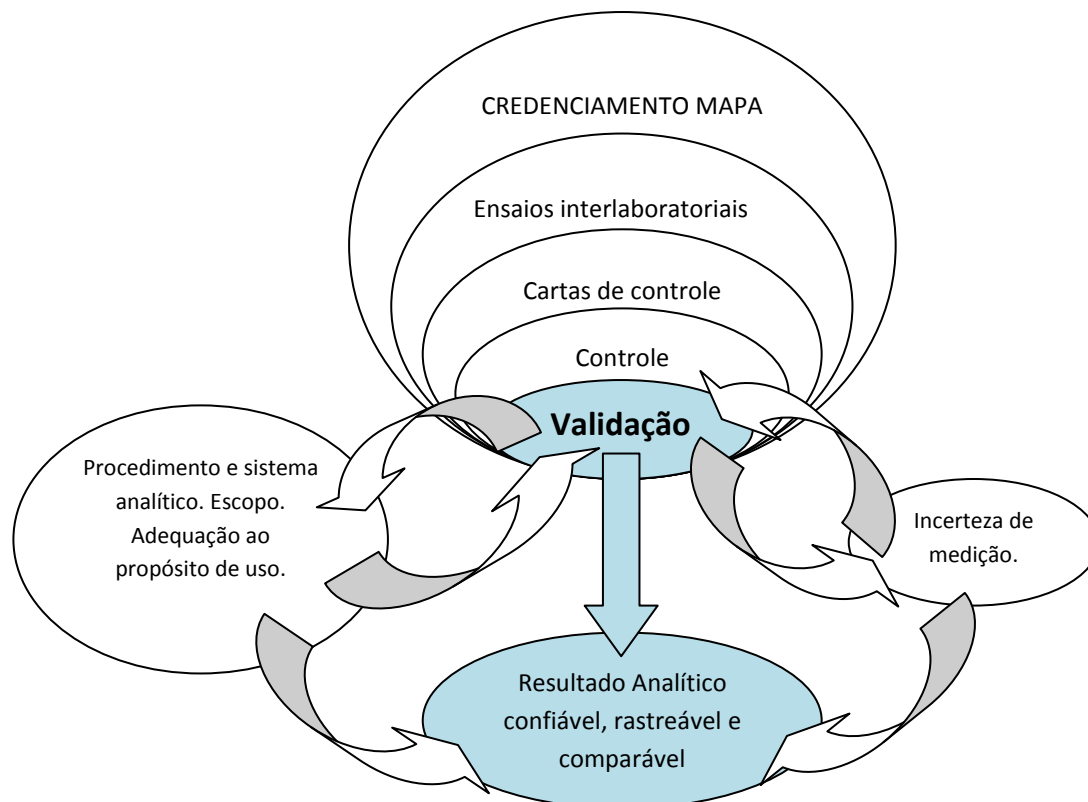 CREDENCIAMENTO MAPA
Ensaios interlaboratoriais
Cartas de controle
Controle
Validação
Procedimento e sistema
analítico. Escopo.
Adequação ao
propósito de uso.
Incerteza de
medição.
Resultado Analítico
confiável, rastreável e
comparável